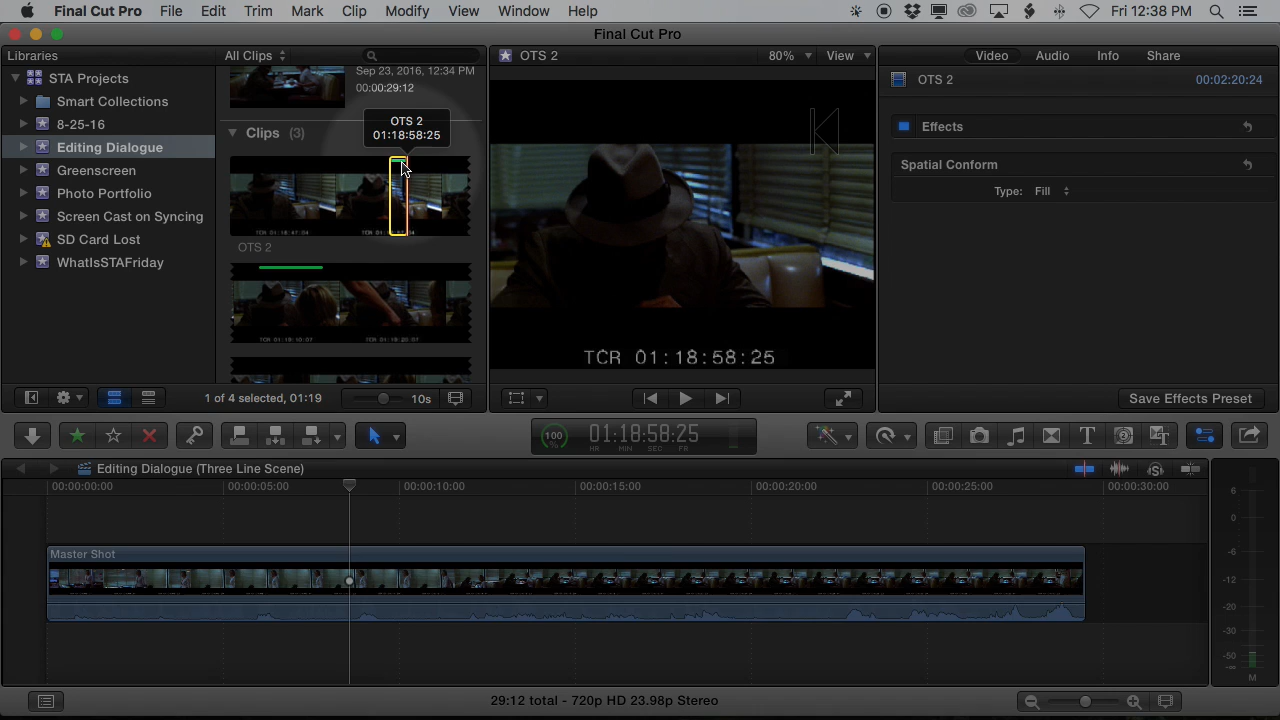 Final Cut Pro File Edit Trim Mark Clip Modify View Window Help Fri 12:38 PM
Final Cut Pro
Libraries
All Clips
OTS 2
80%
View
Video Audio Info Share
STA Projects
Smart Collections
8-25-16
Editing Dialogue
Greenscreen
Photo Portfolio
Screen Cast on Syncing
SD Card Lost
WhatIsSTAFriday
Sep 23, 2016, 12:34 PM
00:00:29:12
Clips (3)
OTS 2
01:18:58:25
OTS 2
TCR 01:18:58:25
OTS 2
00:02:20:24
Effects
Spatial Conform
Type: Fill
1 of 4 selected, 01:19
10s
Save Effects Preset
100
%
01:18:58:25
HR MIN SEC FR
Editing Dialogue (Three Line Scene)
00:00:00:00 00:00:05:00 00:00:10:00 00:00:15:00 00:00:20:00 00:00:25:00 00:00:30:00
Master Shot
6
0
-6
-12
-20
-30
-50
-∞
M
29:12 total - 720p HD 23.98p Stereo